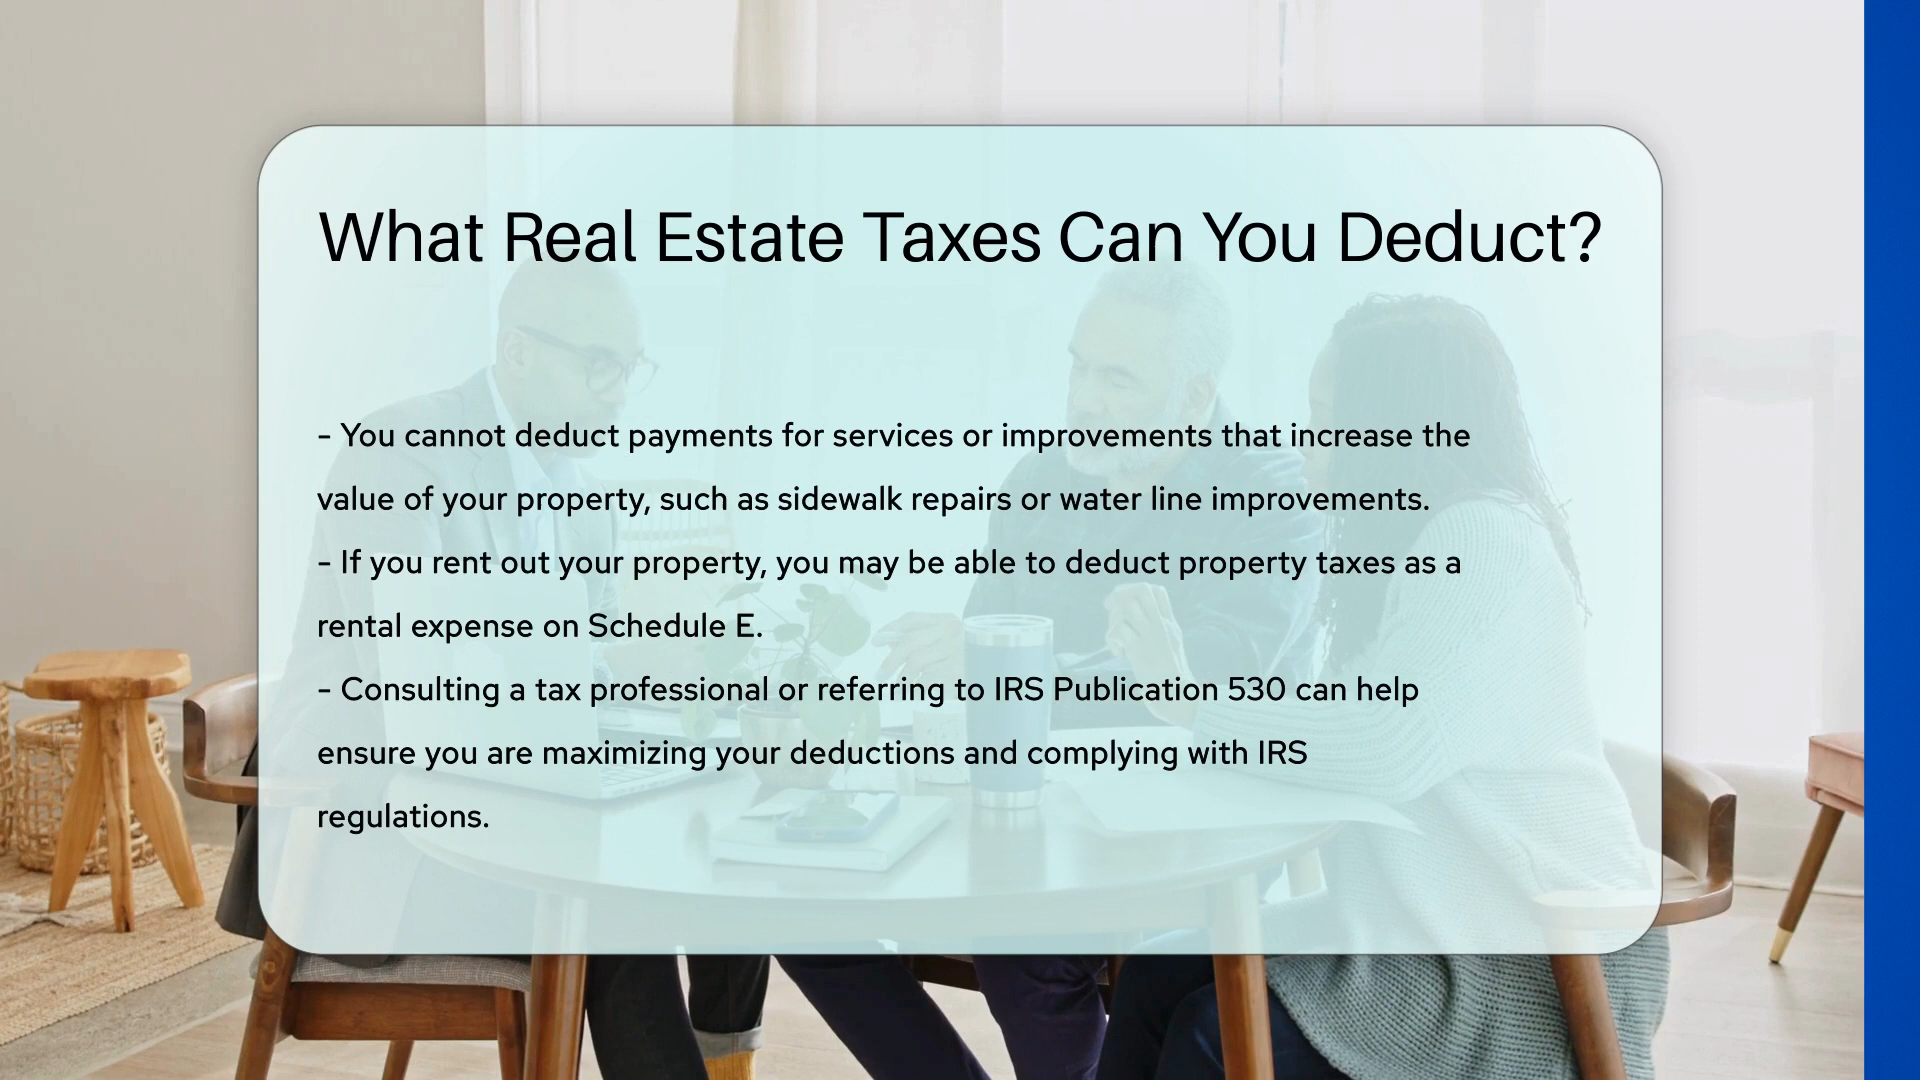 What Real Estate Taxes Can You Deduct?
- You cannot deduct payments for services or improvements that increase the
value of your property, such as sidewalk repairs or water line improvements.
- If you rent out your property, you may be able to deduct property taxes as a
rental expense on Schedule E.
- Consulting a tax professional or referring to IRS Publication 530 can help
ensure you are maximizing your deductions and complying with IRS
regulations.